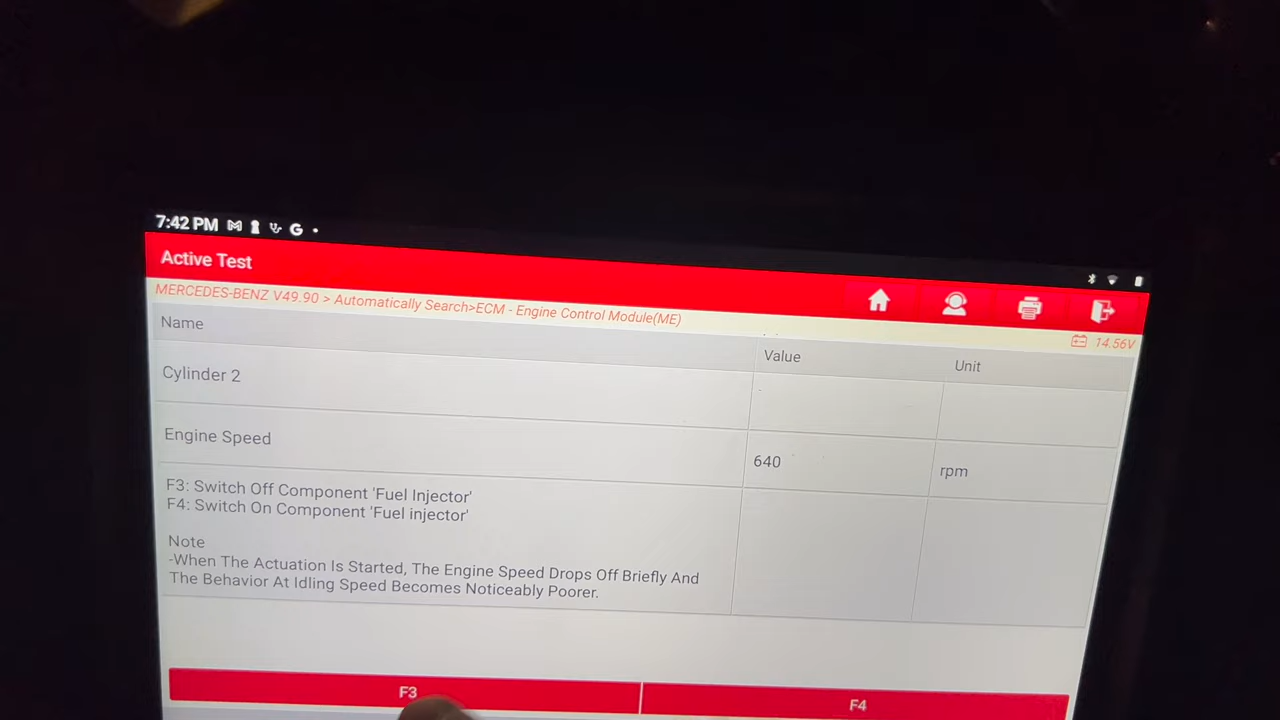 7:42 PM
Active Test
MERCEDES-BENZ V49.90 > Automatically Search>ECM - Engine Control Module(ME)
14.56V
Name
Value
Unit
Cylinder 2
-
Engine Speed
640
rpm
F3: Switch Off Component 'Fuel Injector'
F4: Switch On Component 'Fuel injector'
Note
-When The Actuation Is Started, The Engine Speed Drops Off Briefly And
The Behavior At Idling Speed Becomes Noticeably Poorer.
F3
F4